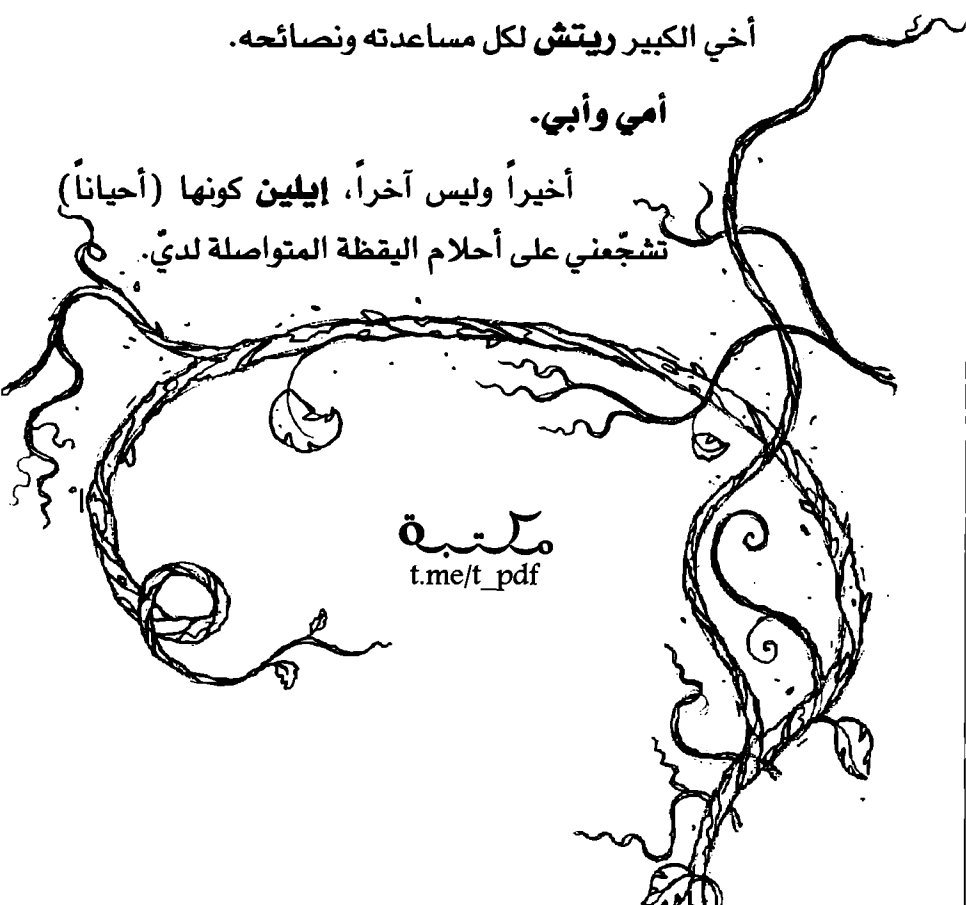 أخي الكبير ريتش لكل مساعدته ونصائحه.
أمي وأبي.
أخيراً وليس آخراً، إيلين كونها (أحياناً)
تشجّعني على أحلام اليقظة المتواصلة لديّ.
مكتبة
t.me/t_pdf